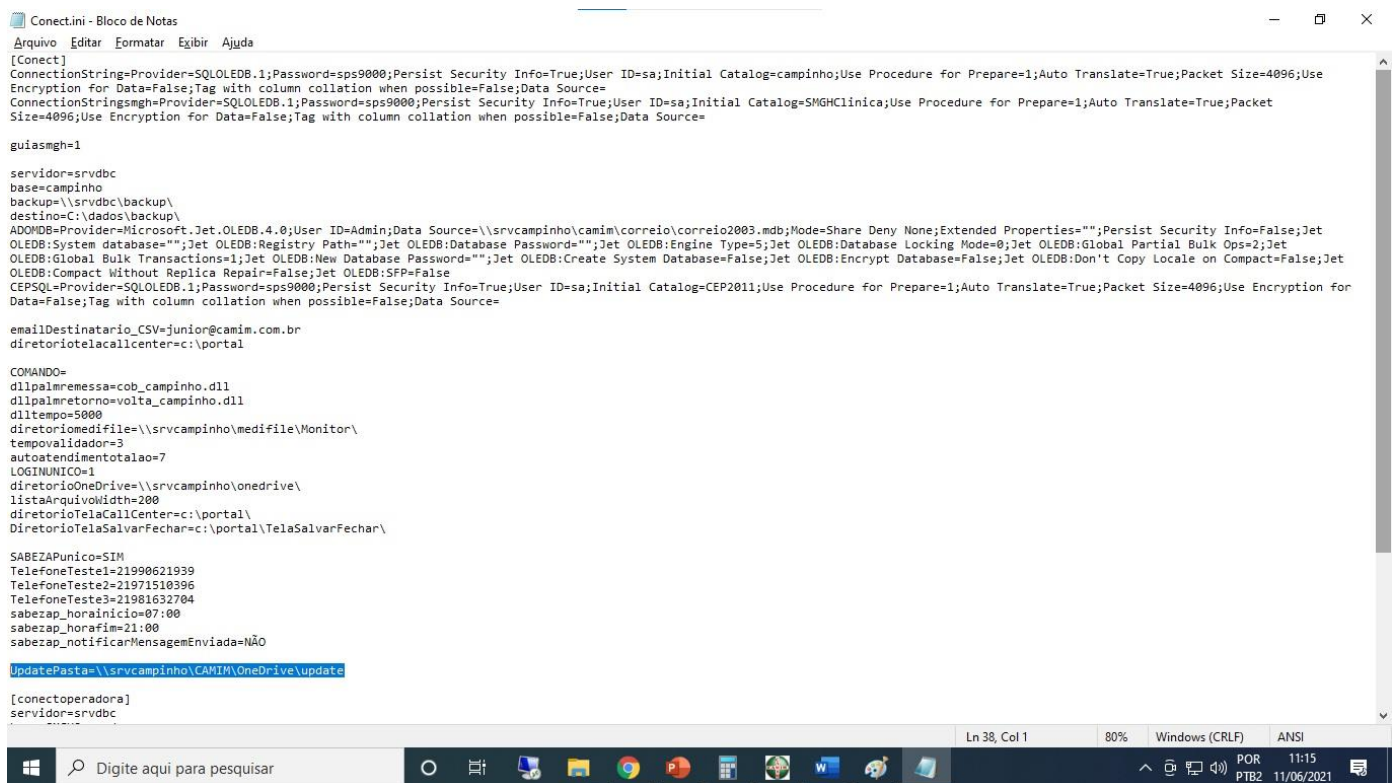 Conect.ini - Bloco de Notas
Arquivo Editar Formatar Exibir Ajuda
[Conect]
ConnectionString=Provider=SQLOLEDB.1;Password=sps9000;Persist Security Info=True;User ID=sa;Initial Catalog=campinho;Use Procedure for Prepare=1;Auto Translate=True;Packet Size=4096;Use
Encryption for Data=False;Tag with column collation when possible=False;Data Source=
ConnectionStringsmgh=Provider=SQLOLEDB.1;Password=sps9000;Persist Security Info=True;User ID=sa;Initial Catalog=SMGHClinica;Use Procedure for Prepare=1;Auto Translate=True;Packet
Size=4096;Use Encryption for Data=False;Tag with column collation when possible=False;Data Source=
guiasmgh=1
servidor=srvdbc
base=campinho
backup=\\srvdbc\backup\
destino=C:\dados\backup\
ADOMDB=Provider=Microsoft.Jet.OLEDB.4.0;User ID=Admin;Data Source=\\srvcampinho\camim\correio\correio2003.mdb;Mode=Share Deny None;Extended Properties="";Persist Security Info=False;Jet
OLEDB:System database="";Jet OLEDB:Registry Path="";Jet OLEDB:Database Password="";Jet OLEDB:Engine Type=5;Jet OLEDB:Database Locking Mode=0;Jet OLEDB:Global Partial Bulk Ops=2;Jet
OLEDB:Global Bulk Transactions=1;Jet OLEDB:New Database Password="";Jet OLEDB:Create System Database=False;Jet OLEDB:Encrypt Database=False;Jet OLEDB:Don't Copy Locale on Compact=False;Jet
OLEDB:Compact Without Replica Repair=False;Jet OLEDB:SFP=False
CEPSQL=Provider=SQLOLEDB.1;Password=sps9000;Persist Security Info=True;User ID=sa;Initial Catalog=CEP2011;Use Procedure for Prepare=1;Auto Translate=True;Packet Size=4096;Use Encryption for
Data=False;Tag with column collation when possible=False;Data Source=
emailDestinatario_CSV=junior@camim.com.br
diretoriotelacallcenter=c:\portal
COMANDO=
dllpalmremessa=cob_campinho.dll
dllpalmretorno=volta_campinho.dll
dlltempo=5000
diretoriomedifile=\\srvcampinho\medifile\Monitor\
tempovalidador=3
autoatendimentotalao=7
LOGINUNICO=1
diretorioOneDrive=\\srvcampinho\onedrive\
listaArquivoWidth=200
diretorioTelaCallCenter=c:\portal\
DiretorioTelaSalvarFechar=c:\portal\TelaSalvarFechar\
SABEZAPunico=SIM
TelefoneTeste1=21990621939
TelefoneTeste2=21971510396
TelefoneTeste3=21981632704
sabezap_horainicio=07:00
sabezap_horafim=21:00
sabezap_notificarMensagemEnviada=NÃO
UpdatePasta=\\srvcampinho\CAMIM\OneDrive\update
[conectoperadora]
servidor=srvdbc
Ln 38, Col 1 80% Windows (CRLF) ANSI
Digite aqui para pesquisar
POR 11:15
PTB2 11/06/2021